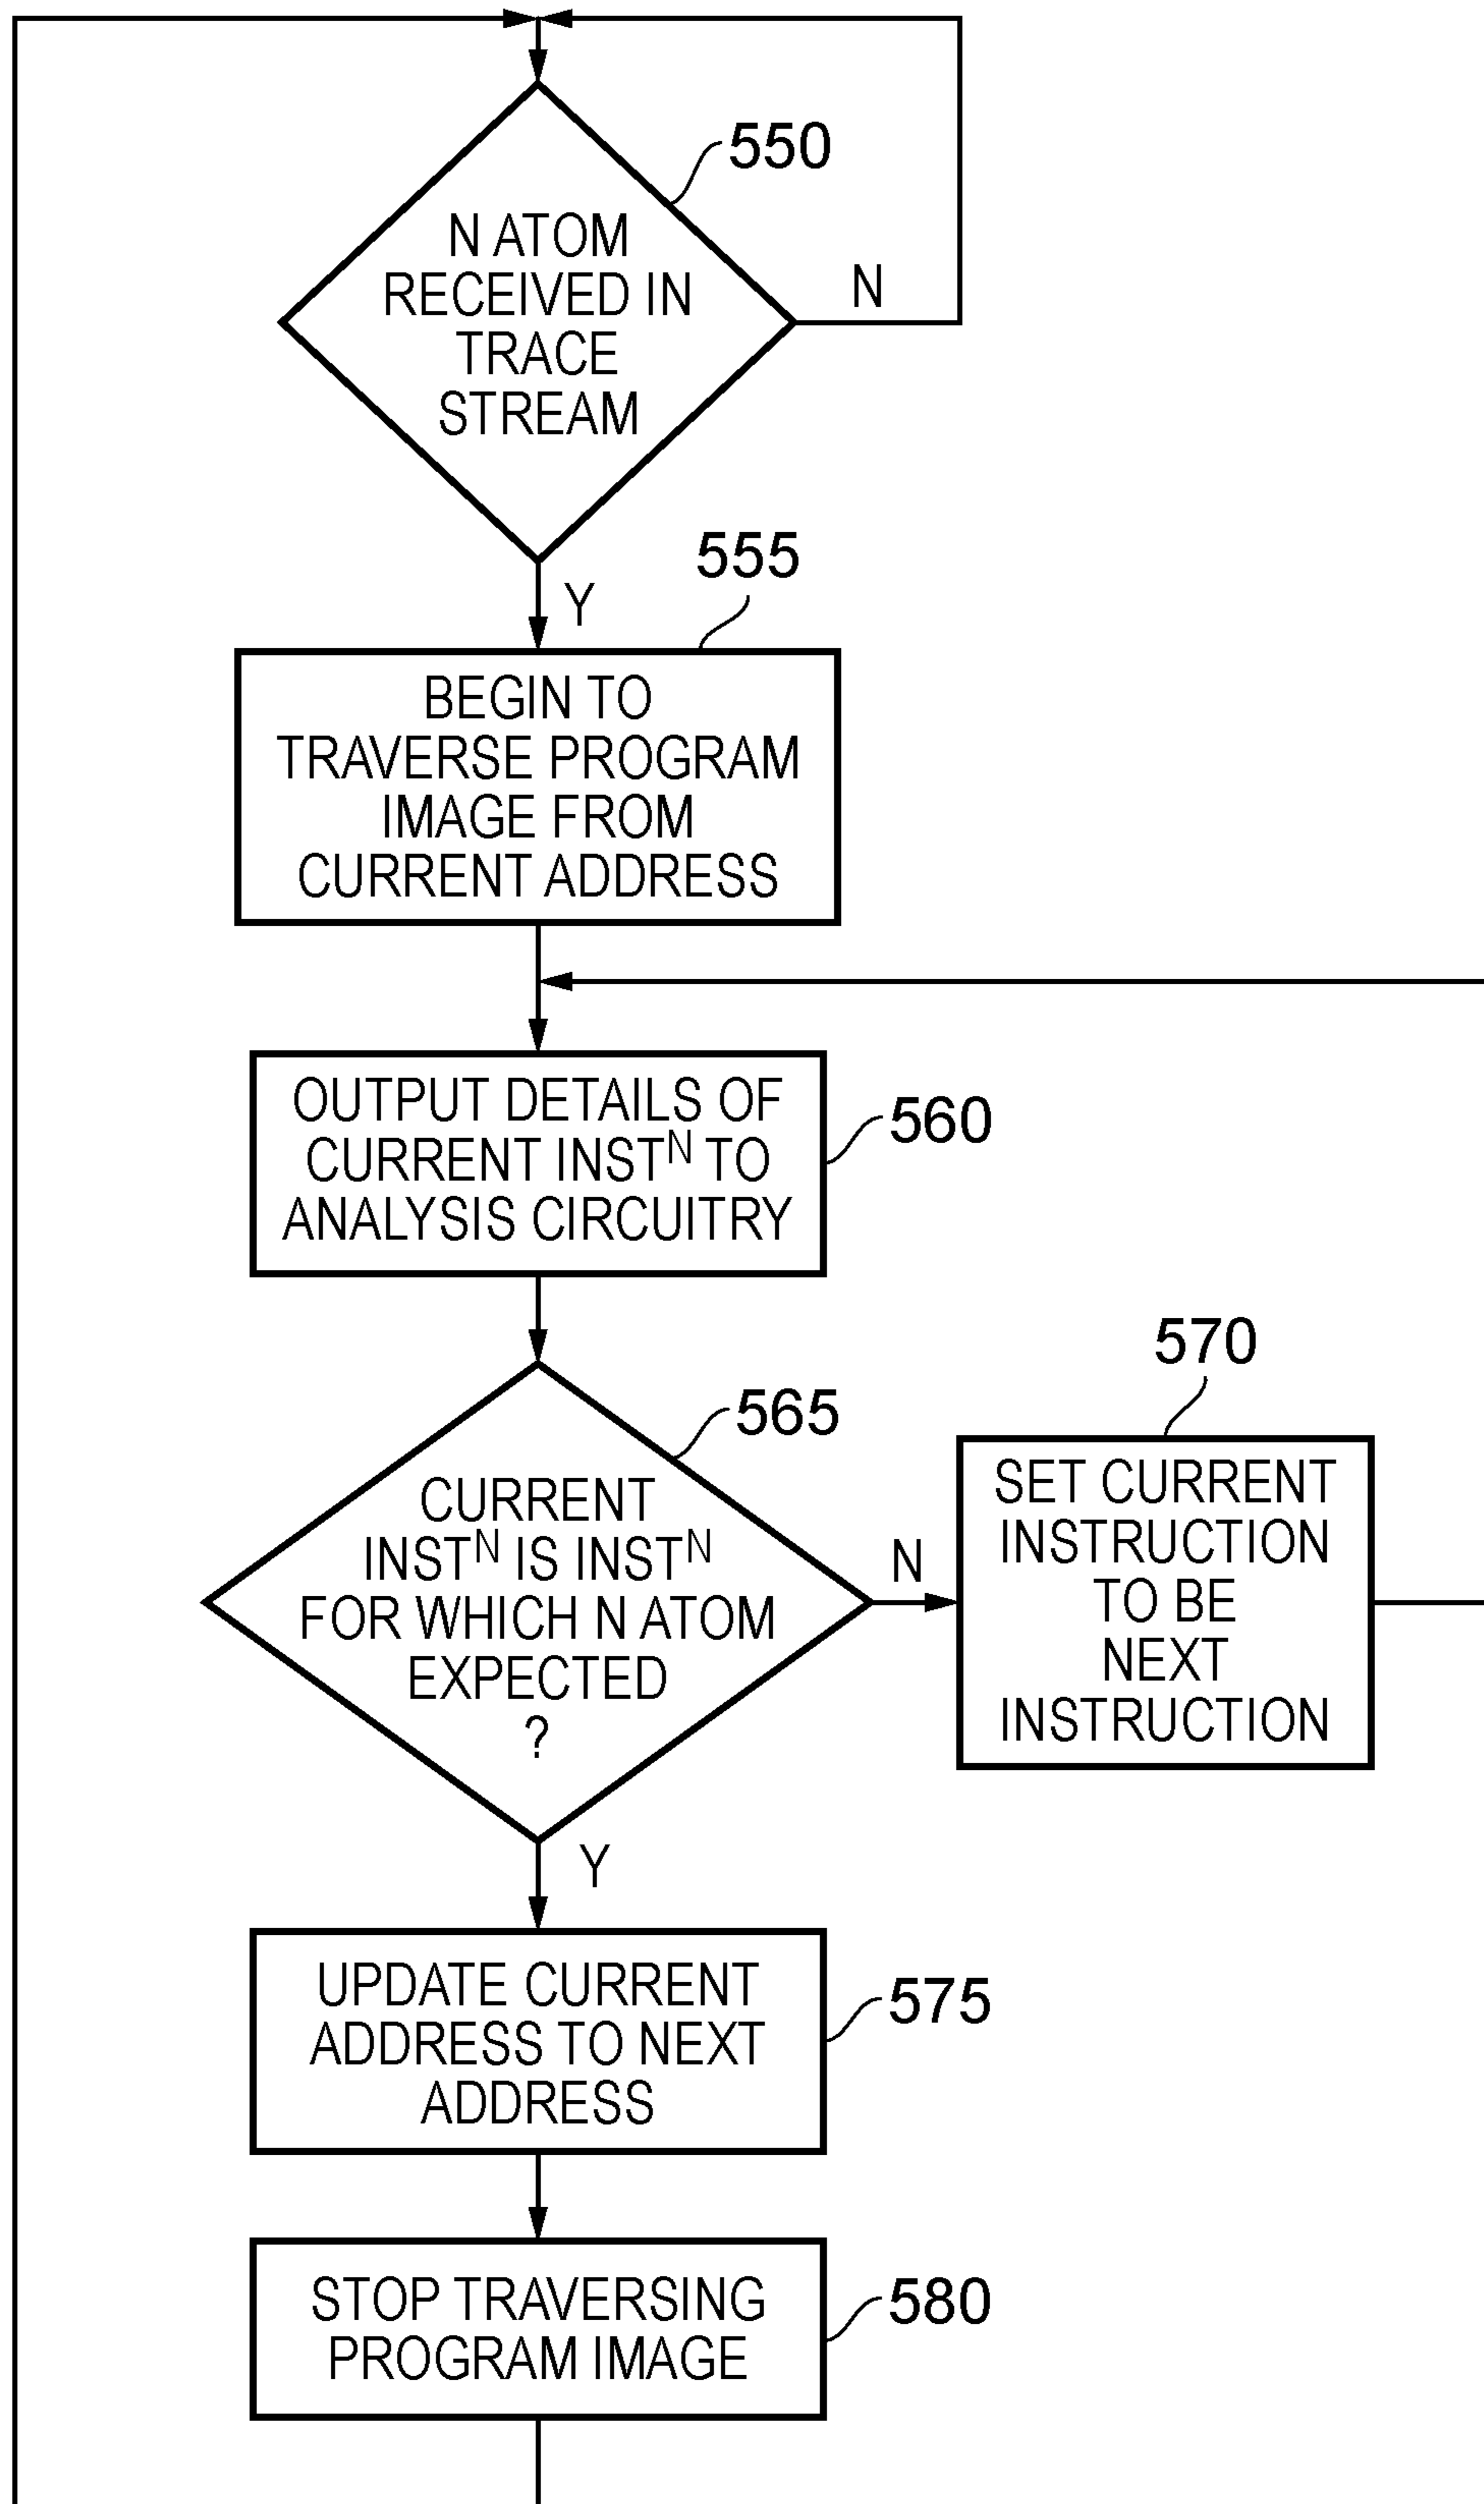 550
N ATOM
RECEIVED IN
TRACE
STREAM
N
Y
555
BEGIN TO
TRAVERSE PROGRAM
IMAGE FROM
CURRENT ADDRESS
OUTPUT DETAILS OF
CURRENT INSTᴺ TO
ANALYSIS CIRCUITRY
560
565
CURRENT
INSTᴺ IS INSTᴺ
FOR WHICH N ATOM
EXPECTED
?
N
Y
570
SET CURRENT
INSTRUCTION
TO BE
NEXT
INSTRUCTION
UPDATE CURRENT
ADDRESS TO NEXT
ADDRESS
575
STOP TRAVERSING
PROGRAM IMAGE
580